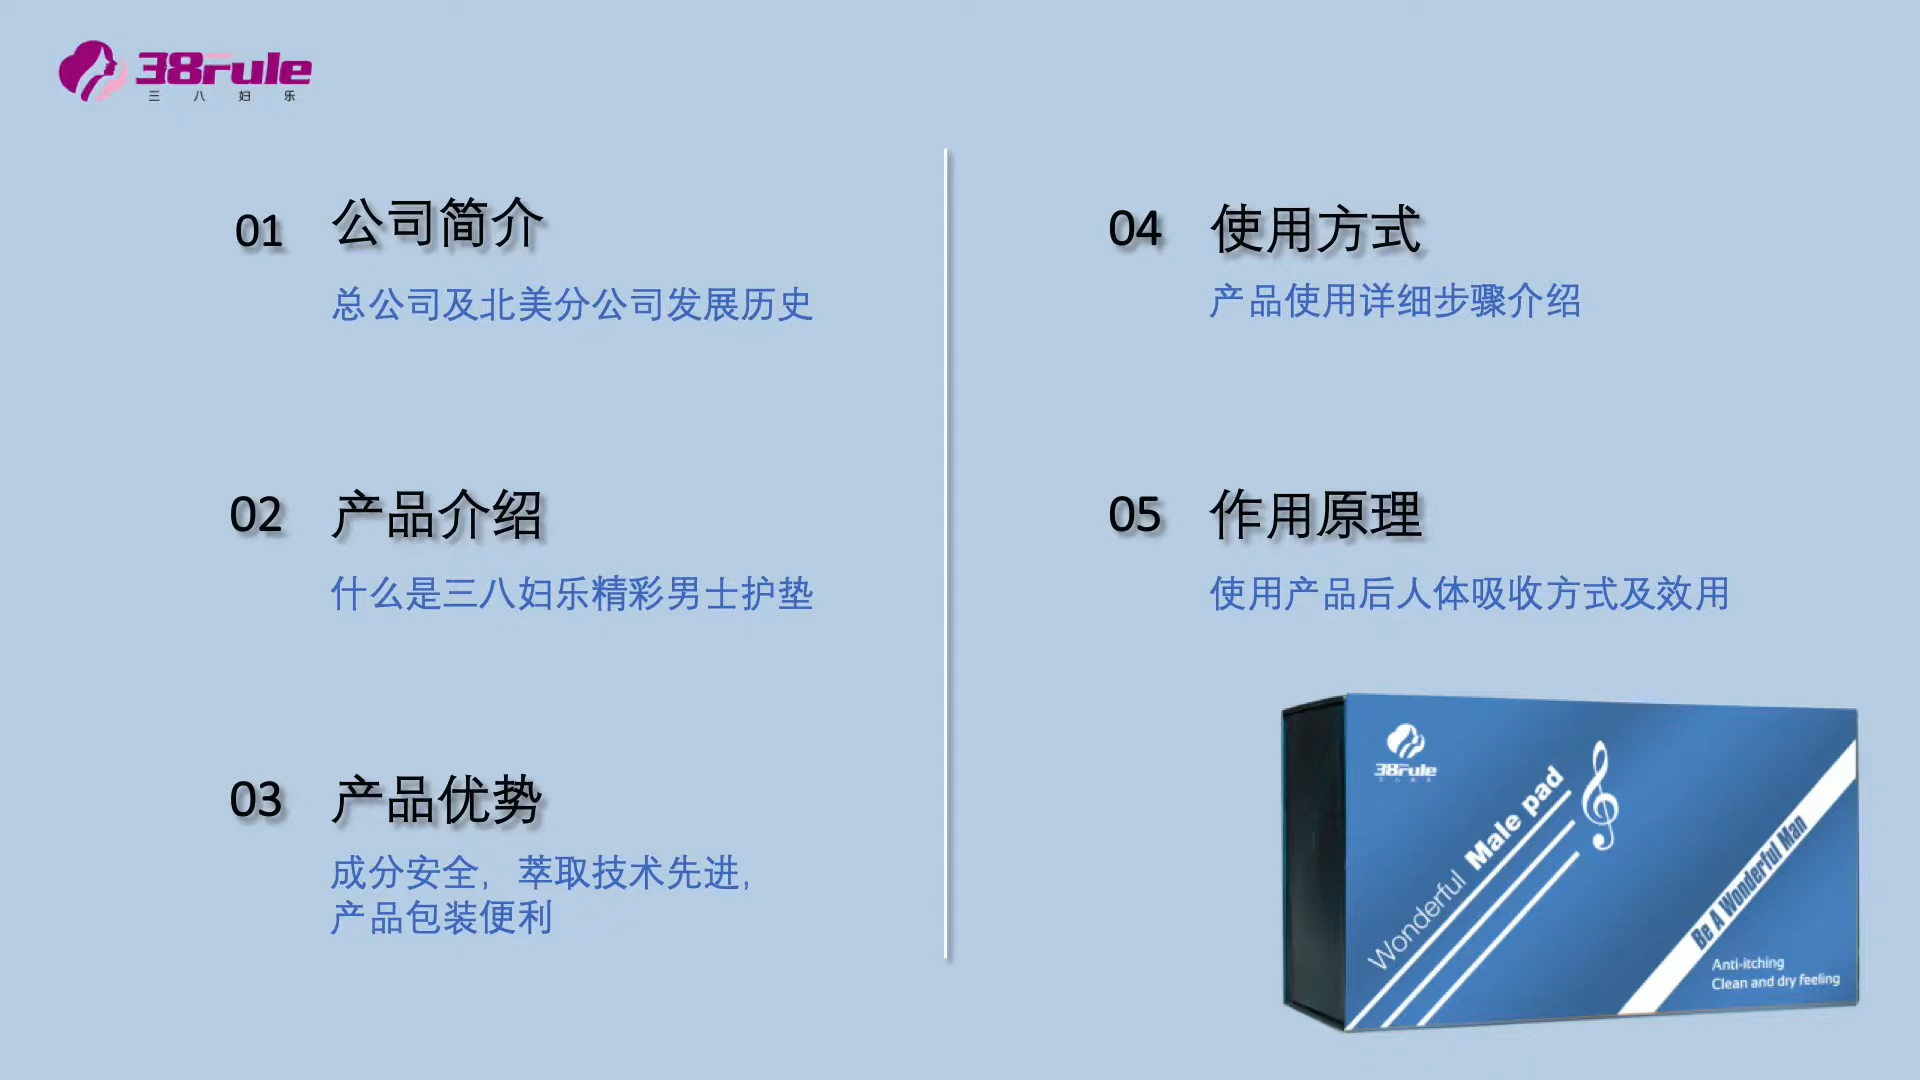 38rule
三八妇乐
01 公司简介
总公司及北美分公司发展历史
02 产品介绍
什么是三八妇乐精彩男士护垫
03 产品优势
成分安全，萃取技术先进，
产品包装便利
04 使用方式
产品使用详细步骤介绍
05 作用原理
使用产品后人体吸收方式及效用
38rule
Wonderful Male pad
Be A Wonderful Man
Anti-itching
Clean and dry feeling